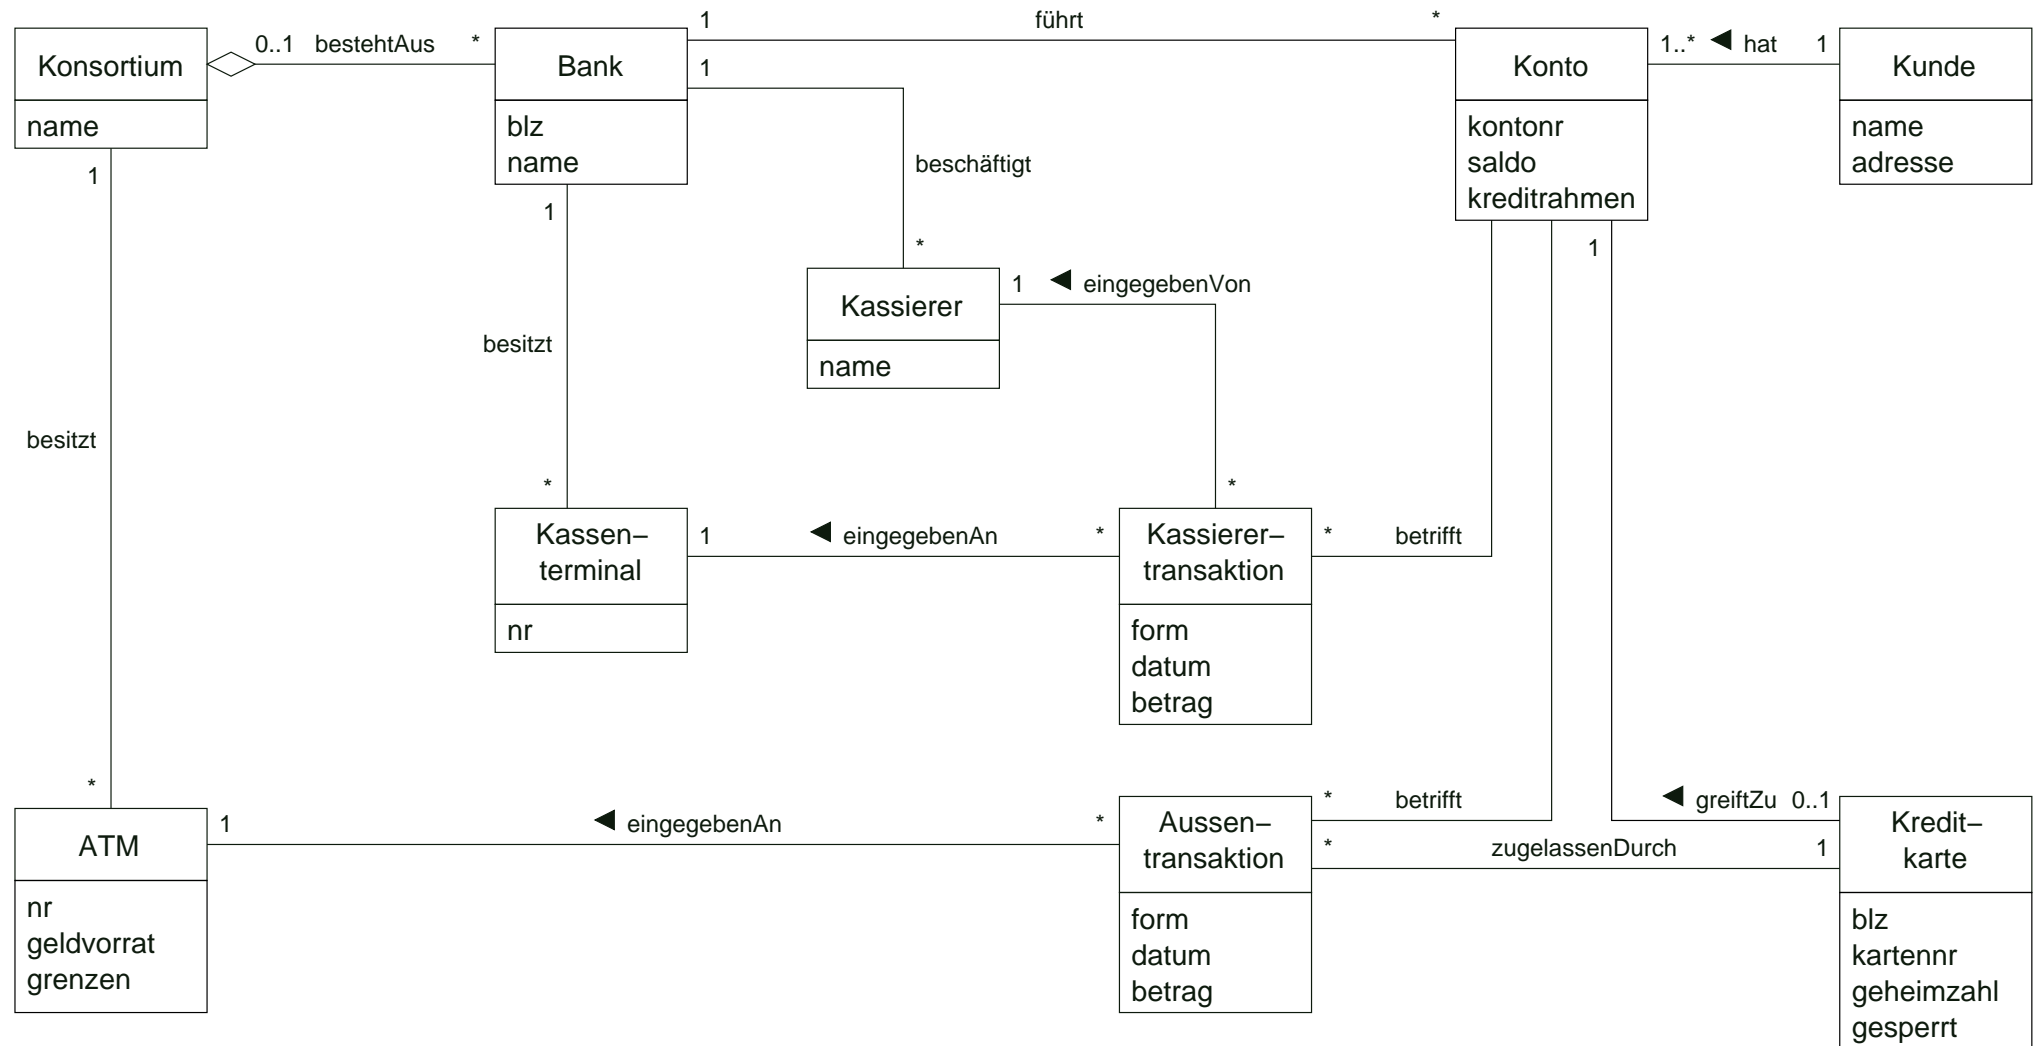 1 führt *
0..1 bestehtAus *
1..* ◄ hat 1
Konsortium
Bank
Konto
Kunde
1
name
blz
name
kontonr
saldo
kreditrahmen
name
adresse
1
1
beschäftigt
*
1
Kassierer
name
1 ◄ eingegebenVon
besitzt
besitzt
*
*
Kassen–
terminal
nr
1 ◄ eingegebenAn *
Kassierer–
transaktion
form
datum
betrag
* betrifft
*
ATM
nr
geldvorrat
grenzen
1 ◄ eingegebenAn *
Aussen–
transaktion
form
datum
betrag
* betrifft
◄ greiftZu 0..1
* zugelassenDurch 1
Kredit–
karte
blz
kartennr
geheimzahl
gesperrt